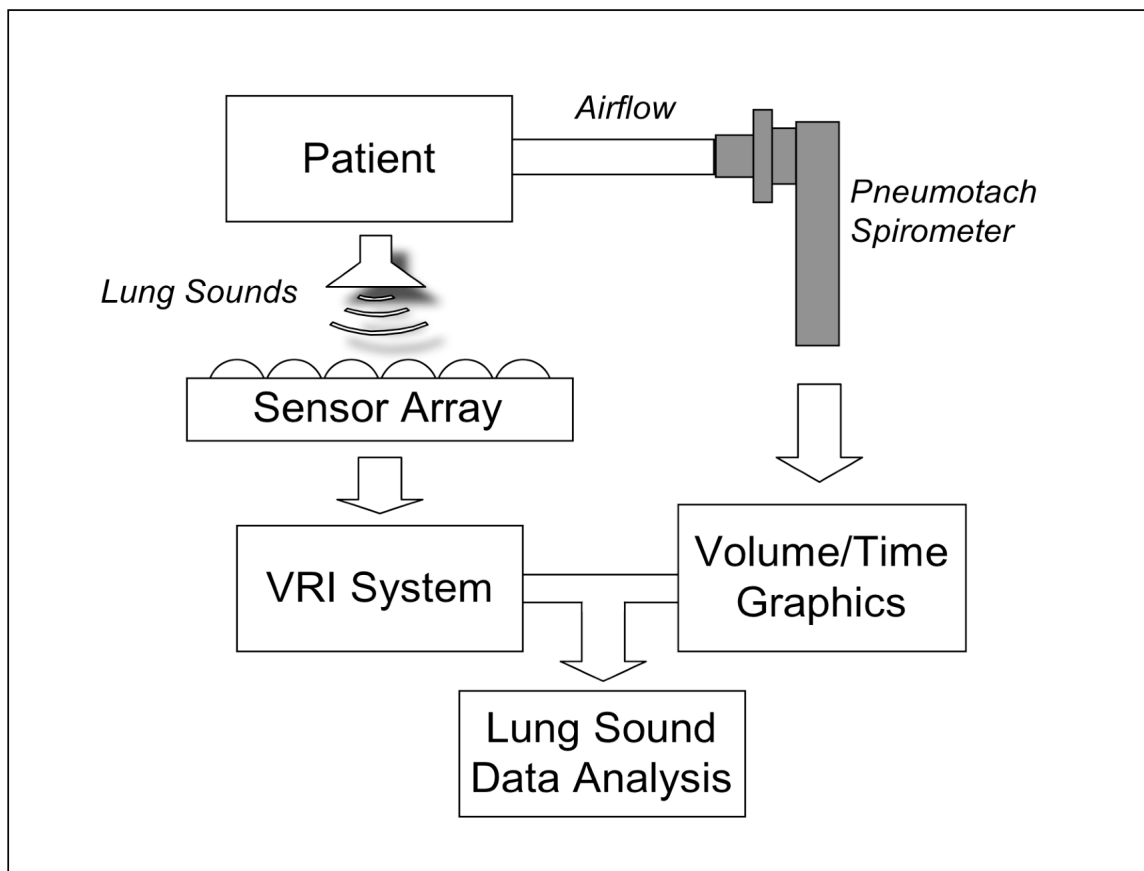 Patient
Airflow
Pneumotach
Spirometer
Lung Sounds
Sensor Array
VRI System
Volume/Time
Graphics
Lung Sound
Data Analysis